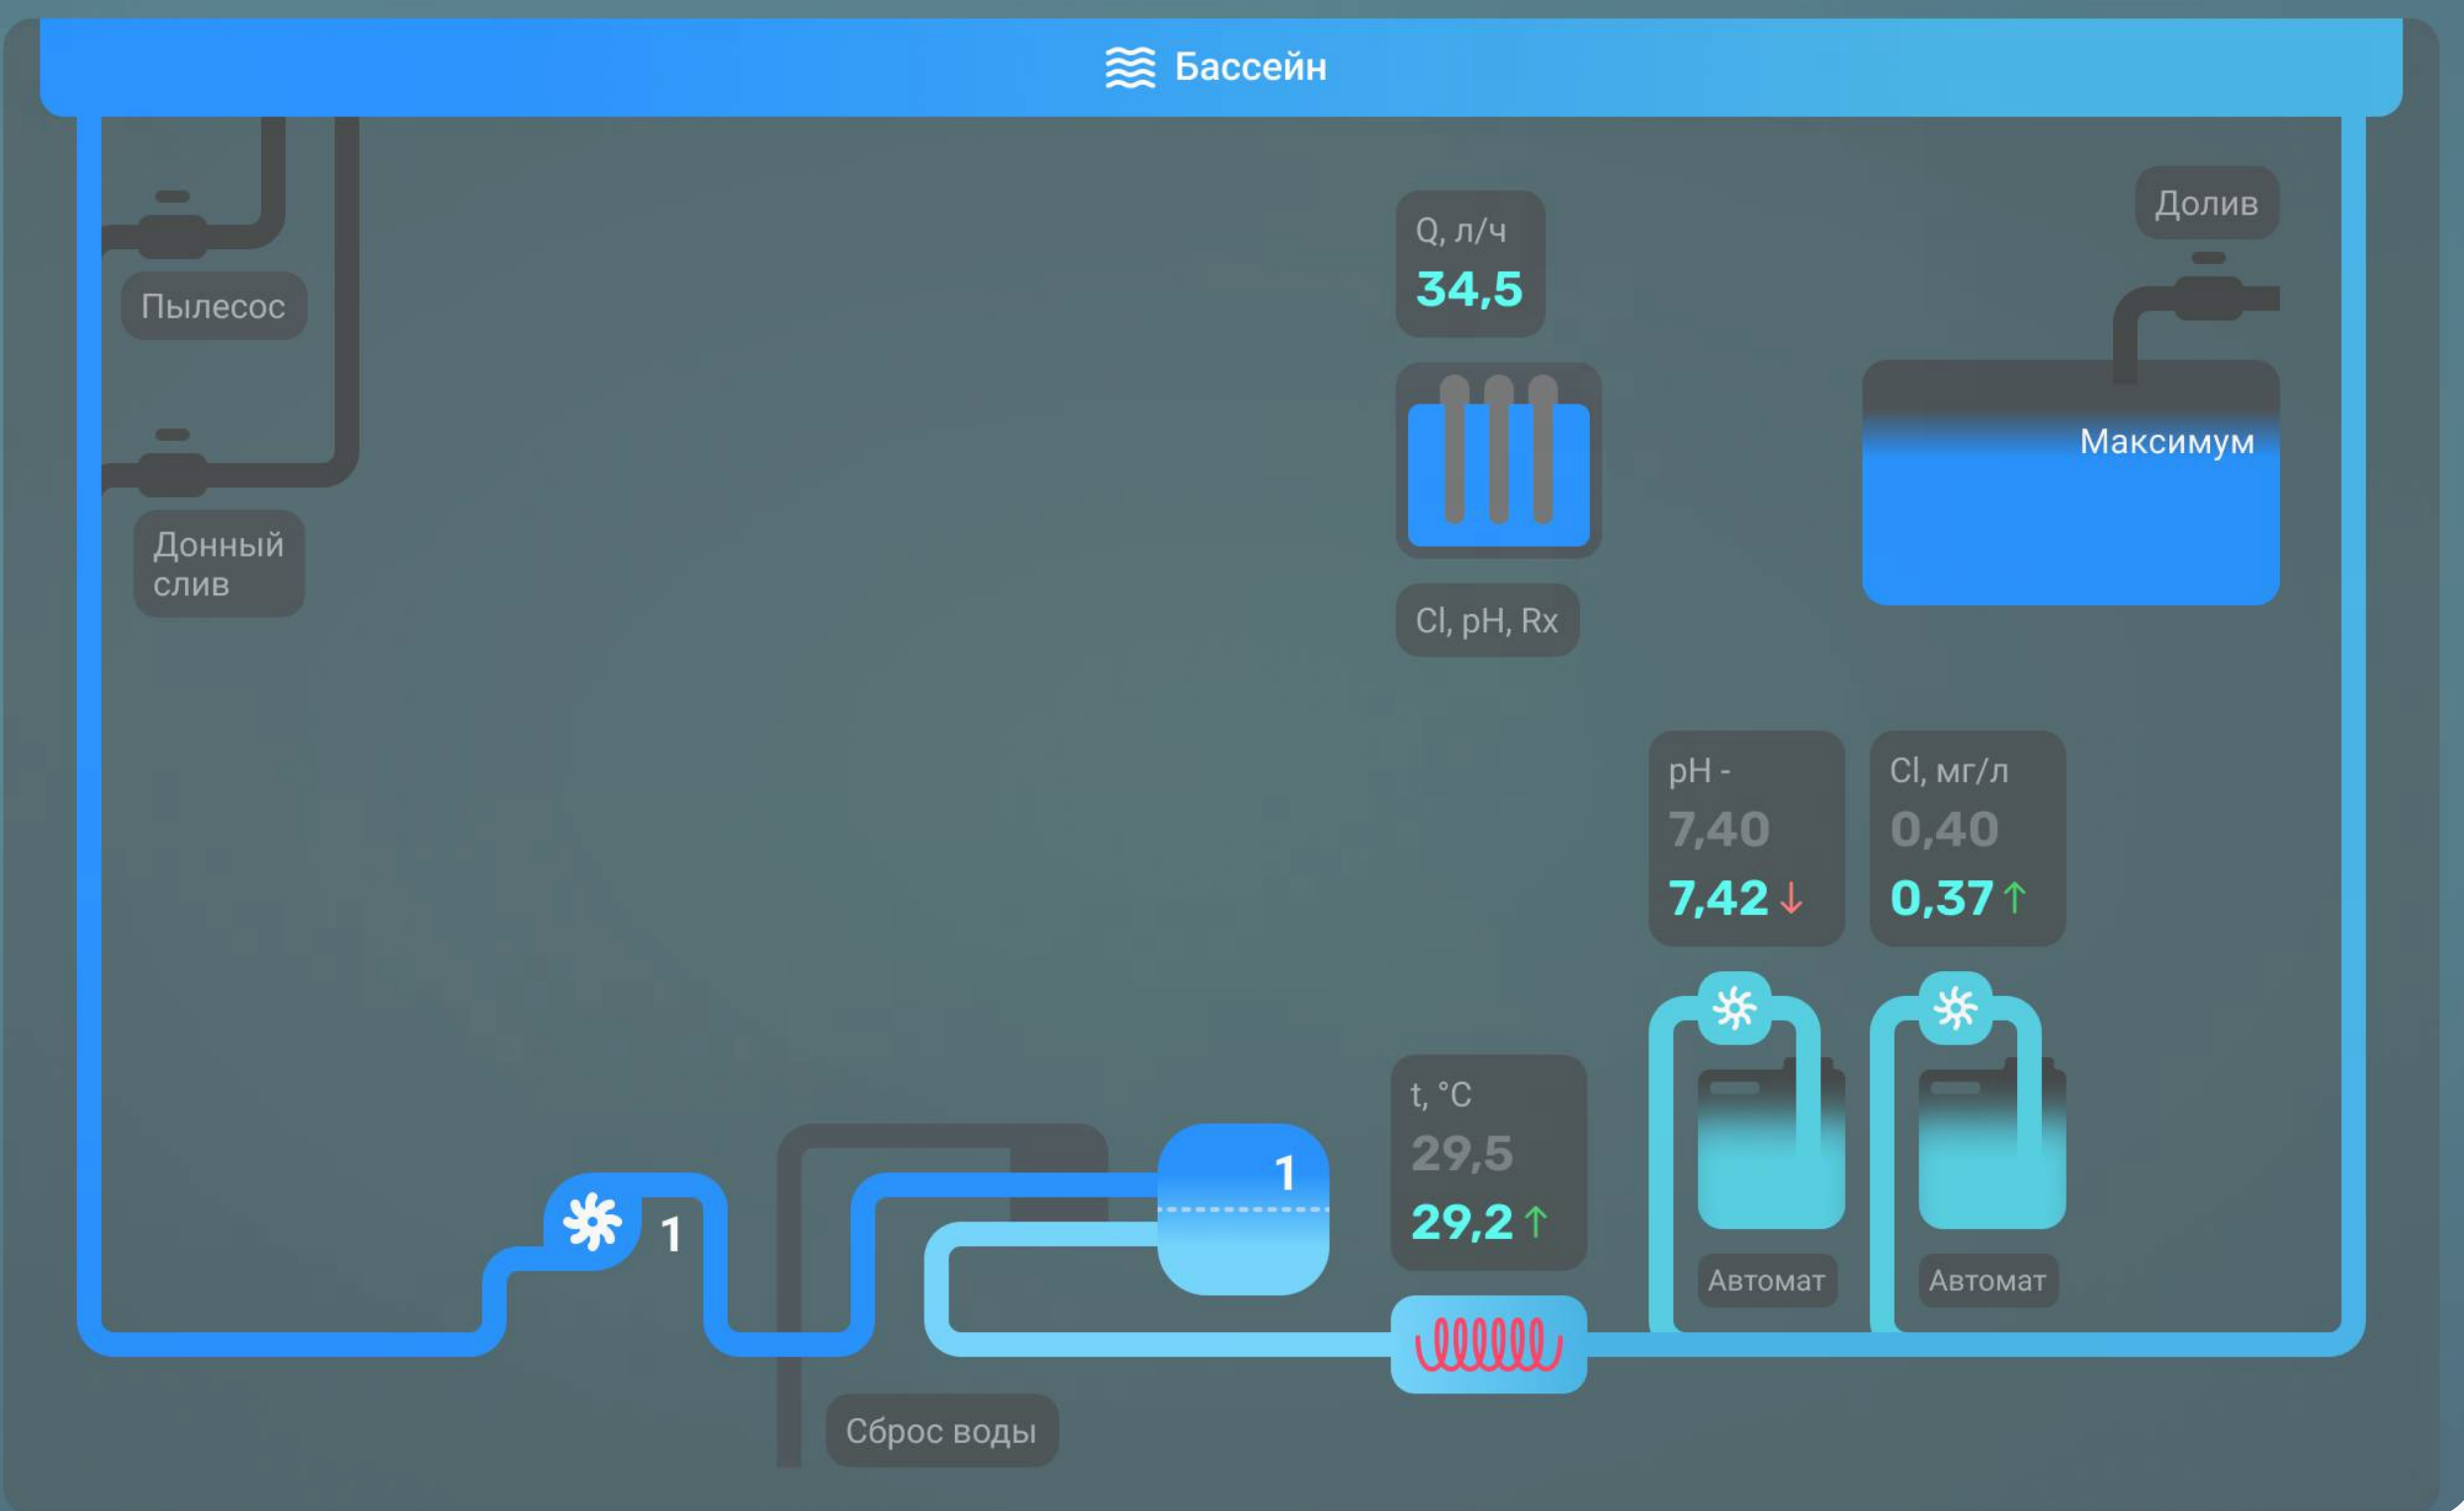 Бассейн
Долив
Q, л/ч
34,5
Пылесос
Максимум
Донный
слив
Cl, pH, Rx
pH -
7,40
7,42
Cl, мг/л
0,40
0,37
t, °C
29,5
29,2
1
1
Автомат
Автомат
Сброс воды